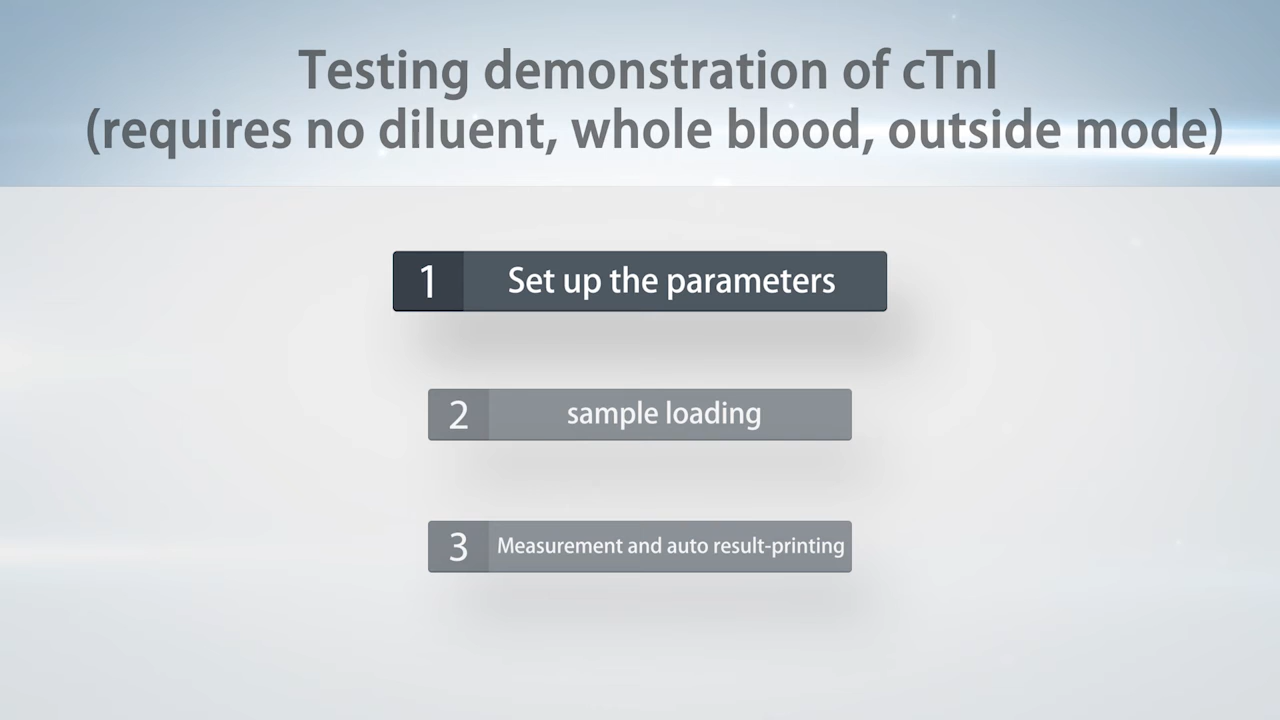 Testing demonstration of cTnI
(requires no diluent, whole blood, outside mode)
1 Set up the parameters
2 sample loading
3 Measurement and auto result-printing